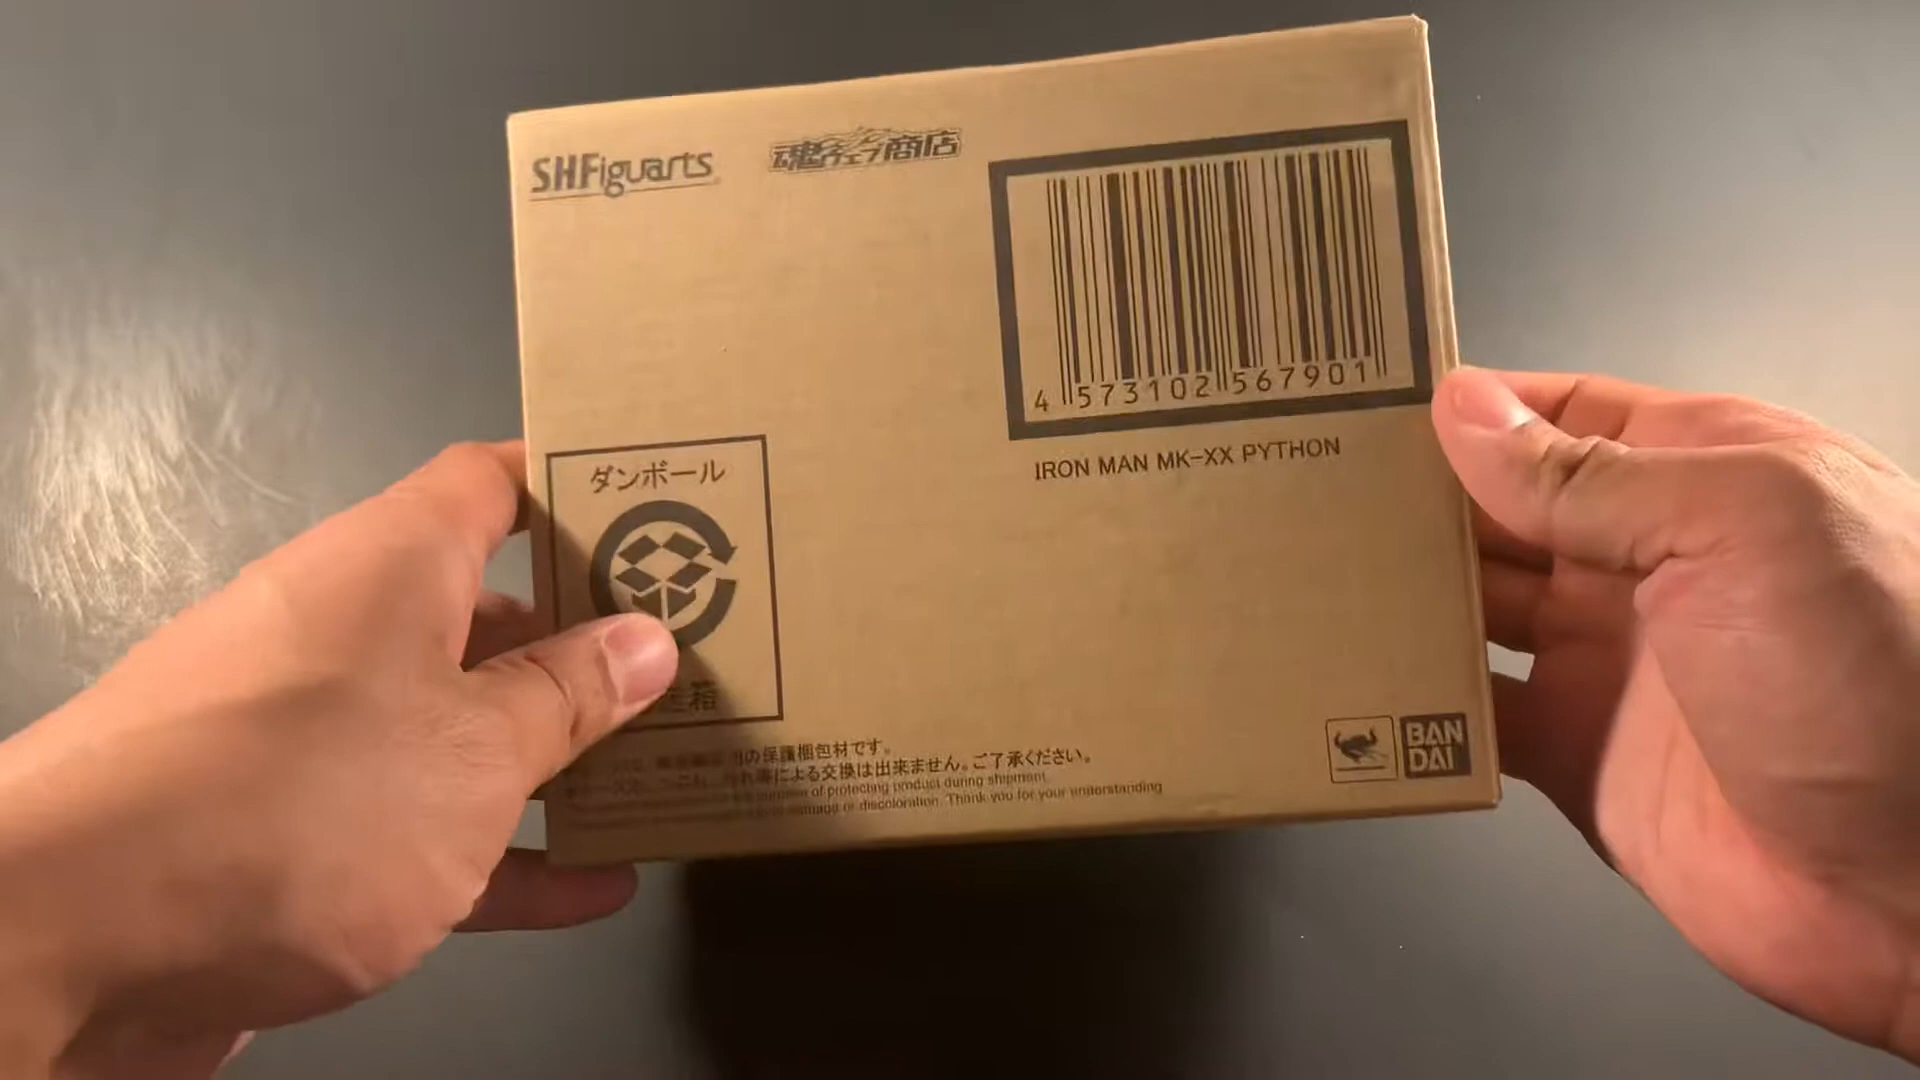 SHFiguarts
魂ウェブ商店
4 573102 567901
IRON MAN MK-XX PYTHON
ダンボール
箱
の保護梱包材です。
による交換は出来ません。ご了承ください。
of protecting product during shipment.
or discoloration. Thank you for your understanding
BAN
DAI